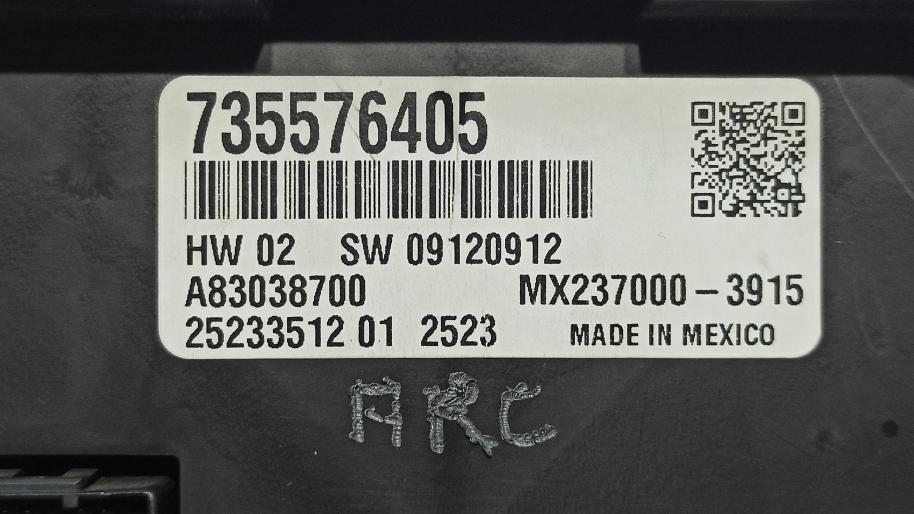 735576405
HW 02 SW 09120912
A83038700 MX237000-3915
25233512 01 2523 MADE IN MEXICO
ARC